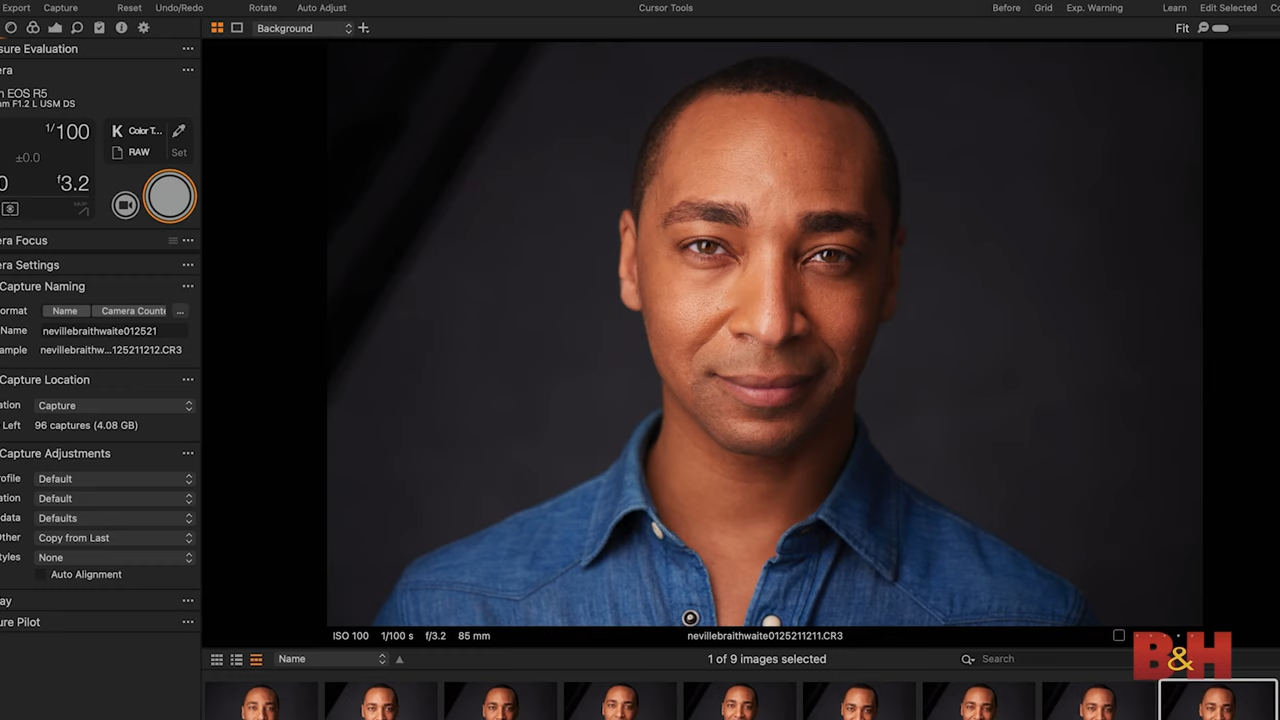 Export Capture Reset Undo/Redo Rotate Auto Adjust Cursor Tools Before Grid Exp. Warning Learn Edit Selected Co
Background Fit
sure Evaluation
era
n EOS R5
nm F1.2 L USM DS
1/100 K Color T...
±0.0 RAW Set
0 f3.2
era Focus
era Settings
Capture Naming
ormat Name Camera Counte ...
Name nevillebraithwaite012521
ample nevillebraithw...125211212.CR3
Capture Location
ation Capture
Left 96 captures (4.08 GB)
Capture Adjustments
rofile Default
ation Default
data Defaults
Other Copy from Last
tyles None
Auto Alignment
ay
ure Pilot
ISO 100 1/100 s f/3.2 85 mm nevillebraithwaite0125211211.CR3
Name 1 of 9 images selected Search
B&H